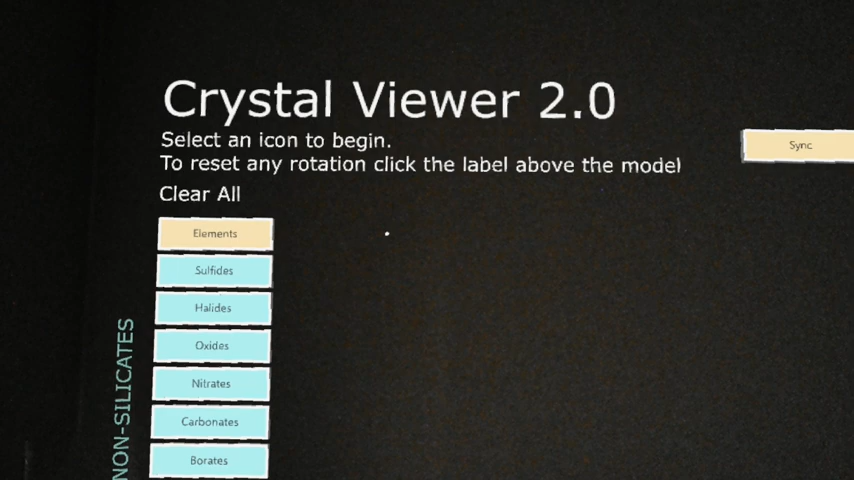 Crystal Viewer 2.0
Select an icon to begin.
To reset any rotation click the label above the model
Sync
Clear All
Elements
Sulfides
Halides
Oxides
Nitrates
Carbonates
Borates
NON-SILICATES